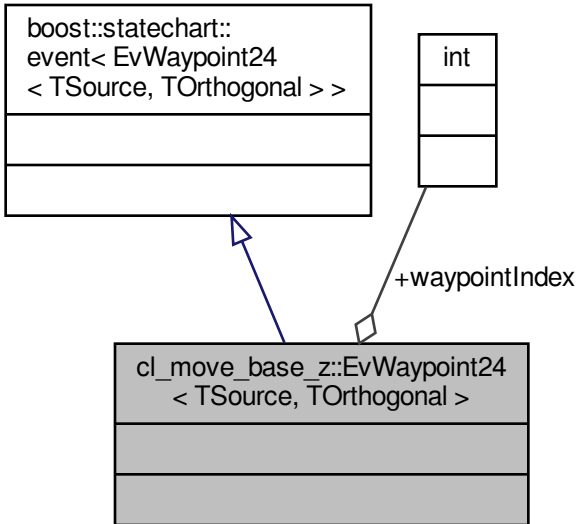 boost::statechart::
event< EvWaypoint24
< TSource, TOrthogonal > >
int
+waypointIndex
cl_move_base_z::EvWaypoint24
< TSource, TOrthogonal >